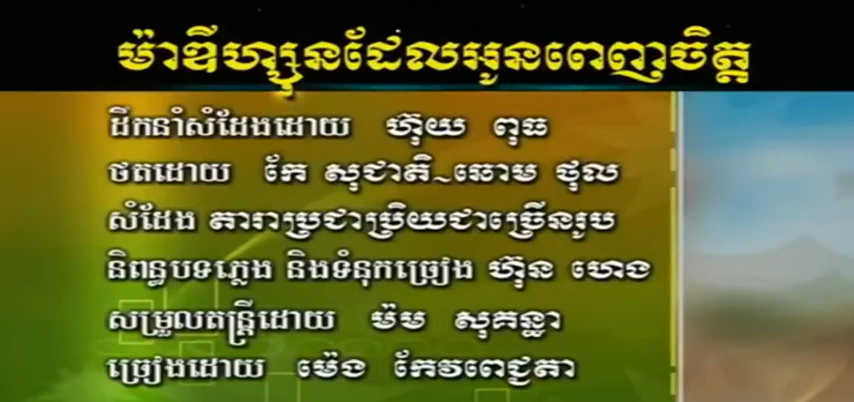 ម៉ាឌីហ្សុនដែលអូនពេញចិត្ត
ដឹកនាំសំដែងដោយ ហ៊ុយ ពុធ
ថតដោយ កែ សុជាតិ~ឆោម ថុល
សំដែង តារាប្រជាប្រិយជាច្រើនរូប
និពន្ធបទភ្លេង និងទំនុកច្រៀង ហ៊ុន ហេង
សម្រួលតន្ត្រីដោយ ម៉ម សុគន្ធា
ច្រៀងដោយ ម៉េង កែវពេជ្ជតា